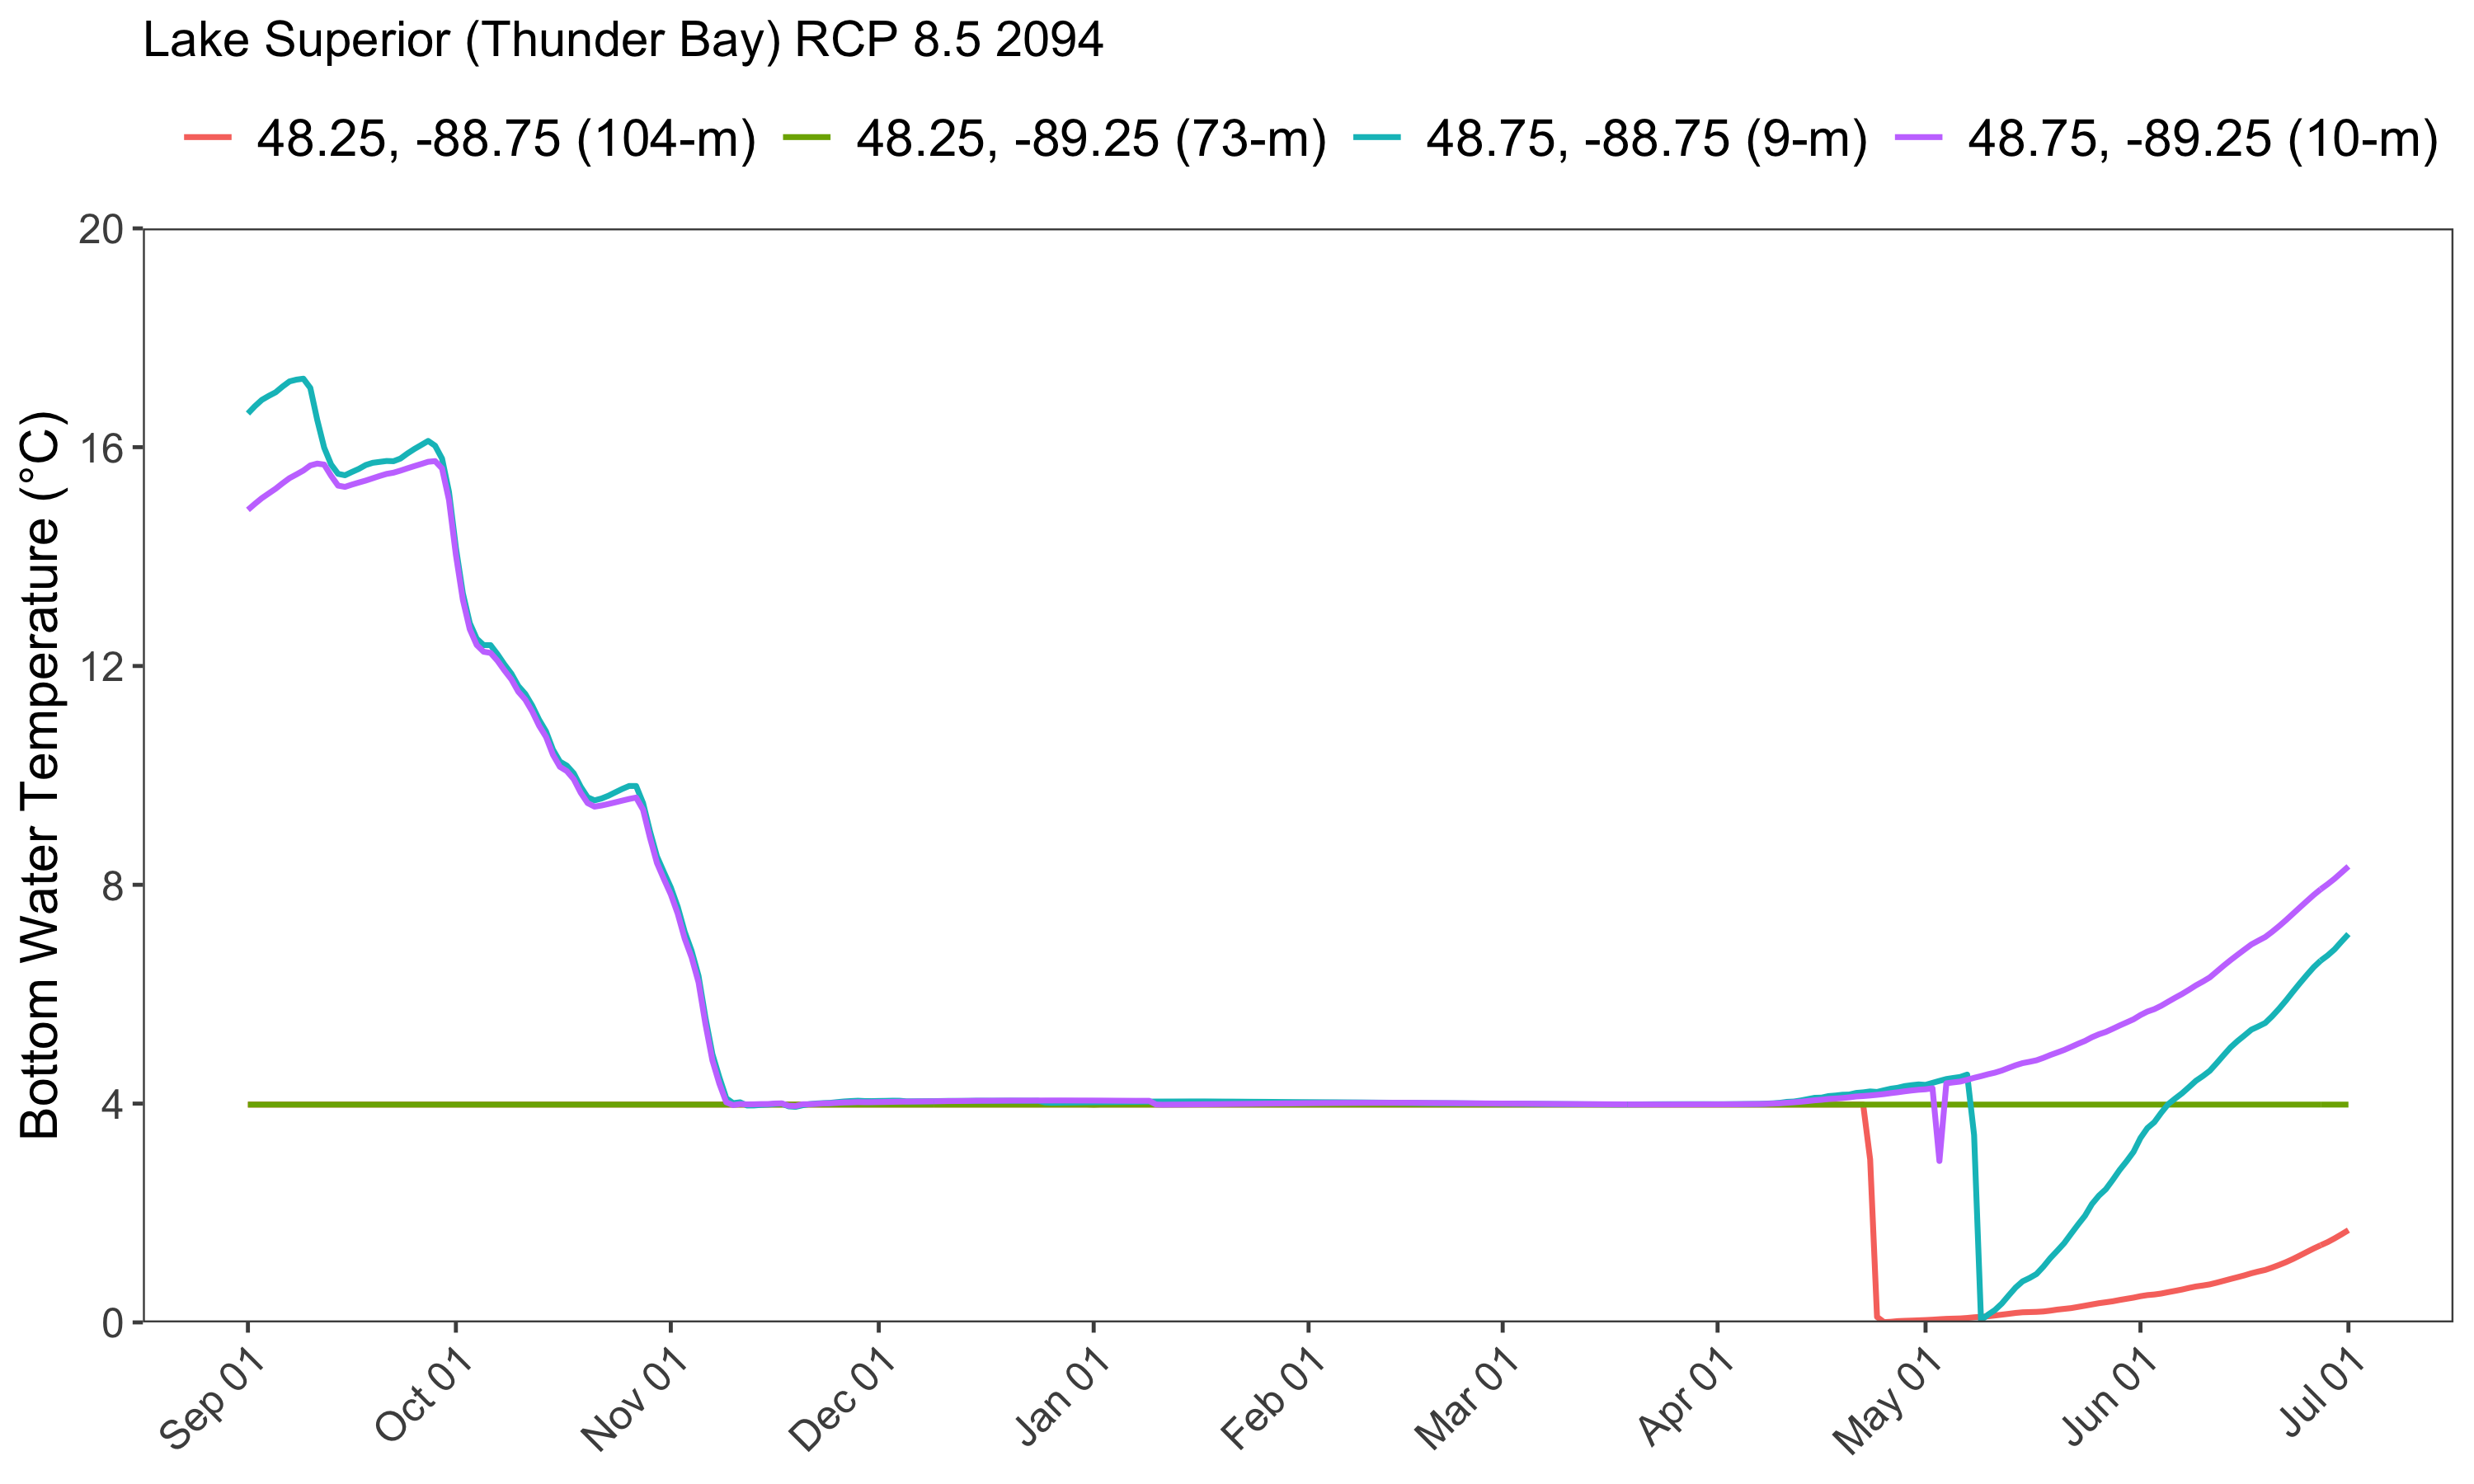 Lake Superior (Thunder Bay) RCP 8.5 2094
48.25, -88.75 (104-m) 48.25, -89.25 (73-m) 48.75, -88.75 (9-m) 48.75, -89.25 (10-m)
Bottom Water Temperature (°C)
20
16
12
8
4
0
Sep 01 Oct 01 Nov 01 Dec 01 Jan 01 Feb 01 Mar 01 Apr 01 May 01 Jun 01 Jul 01